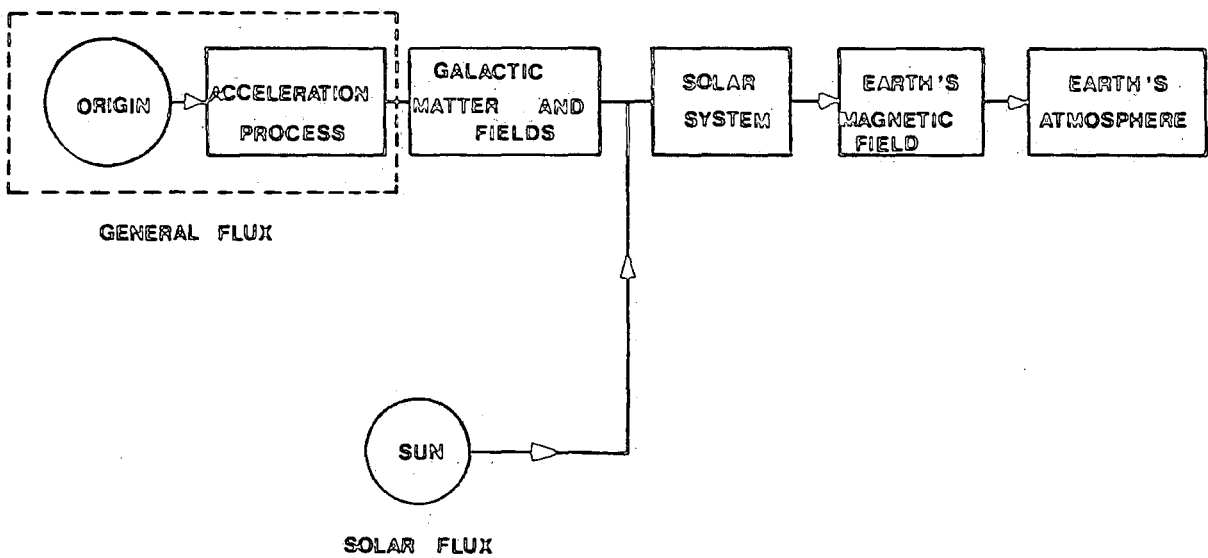 ORIGIN
ACCELERATION
PROCESS
GALACTIC
MATTER AND
FIELDS
SOLAR
SYSTEM
EARTH'S
MAGNETIC
FIELD
EARTH'S
ATMOSPHERE
GENERAL FLUX
SUN
SOLAR FLUX